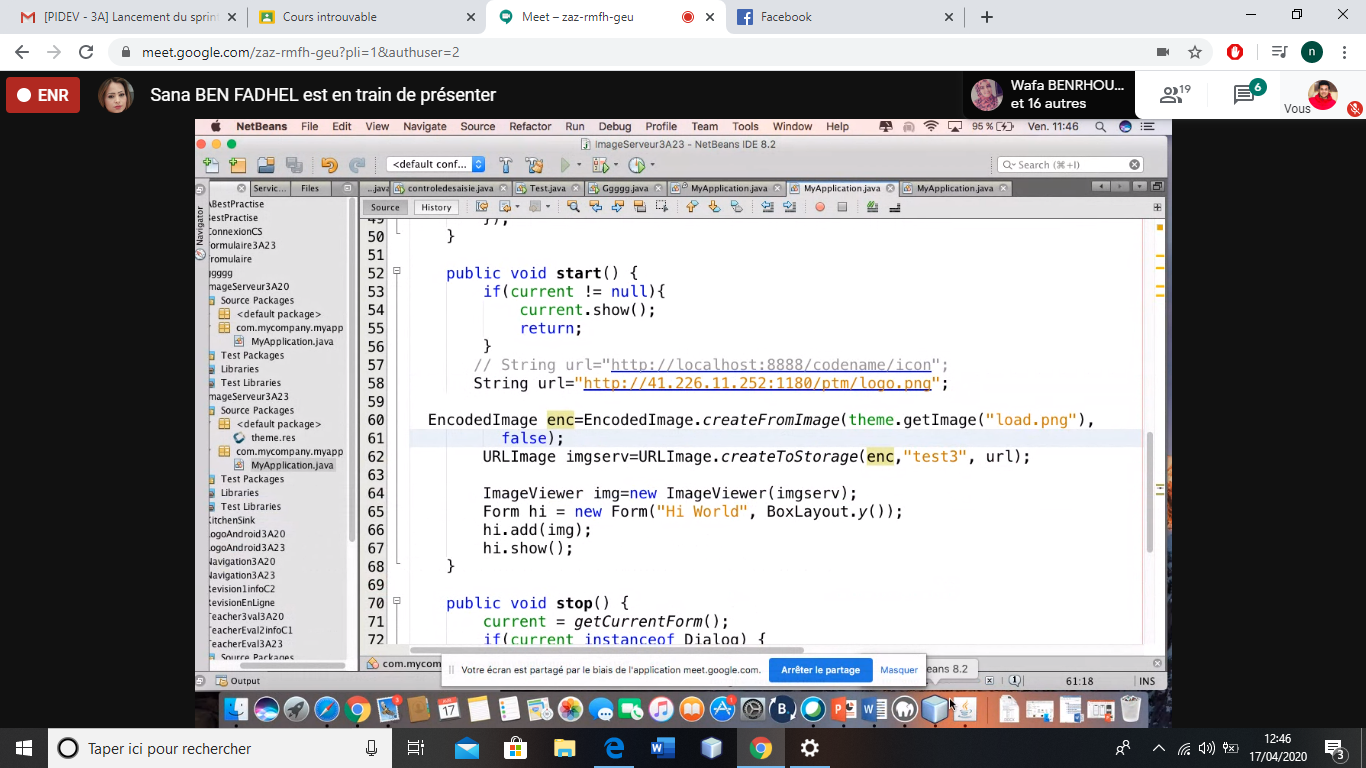 [PIDEV - 3A] Lancement du sprin
Cours introuvable
Meet – zaz-rmfh-geu
Facebook
meet.google.com/zaz-rmfh-geu?pli=1&authuser=2
n
ENR
Sana BEN FADHEL est en train de présenter
Wafa BENRHOU...
et 16 autres
19
6
Vous
NetBeans File Edit View Navigate Source Refactor Run Debug Profile Team Tools Window Help
95 % Ven. 11:46
ImageServeur3A23 - NetBeans IDE 8.2
<default conf...
Search (⌘+I)
Servic... Files
...java controledesaisie.java Test.java Ggggg.java MyApplication.java MyApplication.java MyApplication.java
Source History
Navigator
ABestPractise
BestPractise
ConnexionCS
formulaire3A23
Fromulaire
ggggg
ImageServeur3A20
Source Packages
<default package>
com.mycompany.myapp
MyApplication.java
Test Packages
Libraries
Test Libraries
ImageServeur3A23
Source Packages
<default package>
theme.res
com.mycompany.myapp
MyApplication.java
Test Packages
Libraries
Test Libraries
KitchenSink
LogoAndroid3A20
LogoAndroid3A23
Navigation3A20
Navigation3A23
Revision1infoC2
RevisionEnLigne
Teacher3val3A20
TeacherEval2infoC1
TeacherEval3A23
Source Packages
49 });
50 }
51
52 public void start() {
53 if(current != null){
54 current.show();
55 return;
56 }
57 // String url="http://localhost:8888/codename/icon";
58 String url="http://41.226.11.252:1180/ptm/logo.png";
59
60 EncodedImage enc=EncodedImage.createFromImage(theme.getImage("load.png"),
61 false);
62 URLImage imgserv=URLImage.createToStorage(enc,"test3", url);
63
64 ImageViewer img=new ImageViewer(imgserv);
65 Form hi = new Form("Hi World", BoxLayout.y());
66 hi.add(img);
67 hi.show();
68 }
69
70 public void stop() {
71 current = getCurrentForm();
72 if(current instanceof Dialog) {
com.mycom
Votre écran est partagé par le biais de l'application meet.google.com.
Arrêter le partage
Masquer
eans 8.2
Output
61:18 INS
17
Taper ici pour rechercher
12:46
17/04/2020
3